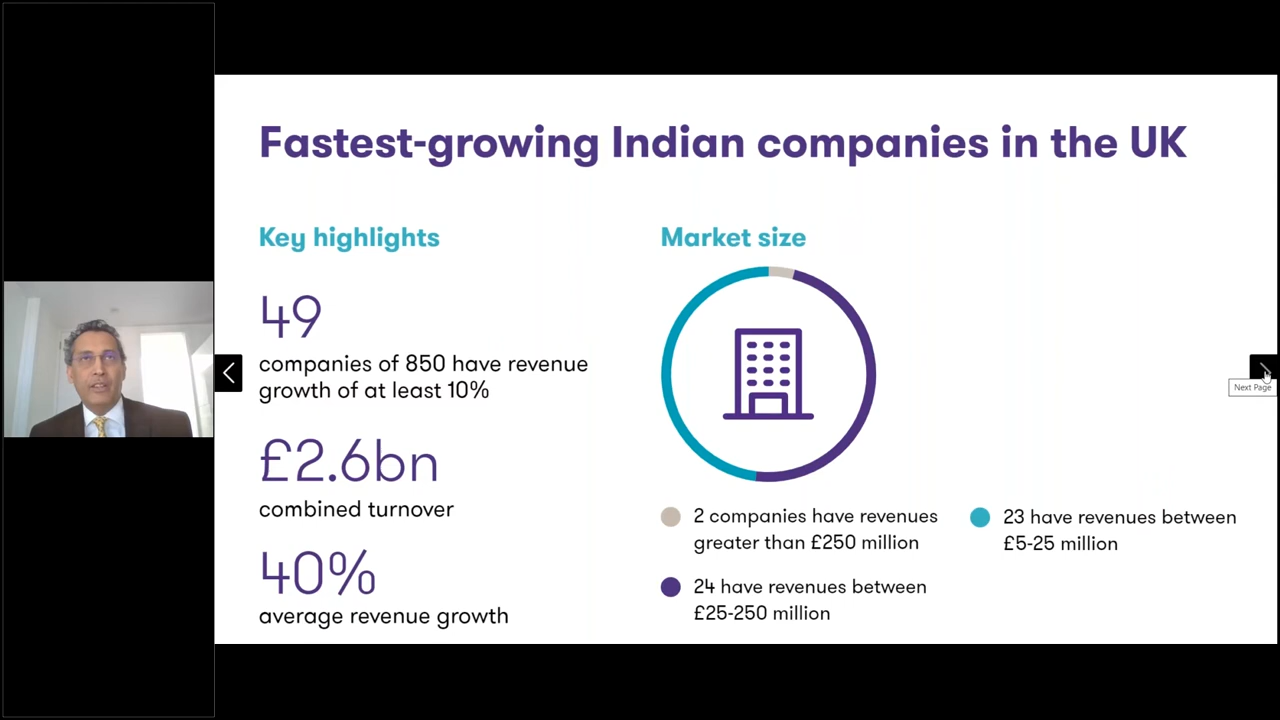 Fastest-growing Indian companies in the UK
Key highlights
49
companies of 850 have revenue
growth of at least 10%
£2.6bn
combined turnover
40%
average revenue growth
Market size
2 companies have revenues
greater than £250 million
24 have revenues between
£25-250 million
23 have revenues between
£5-25 million
Next Page